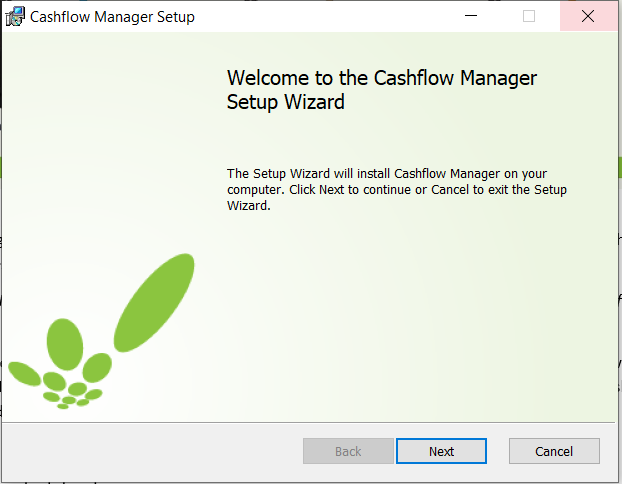 Cashflow Manager Setup
Welcome to the Cashflow Manager
Setup Wizard
The Setup Wizard will install Cashflow Manager on your
computer. Click Next to continue or Cancel to exit the Setup
Wizard.
Back
Next
Cancel